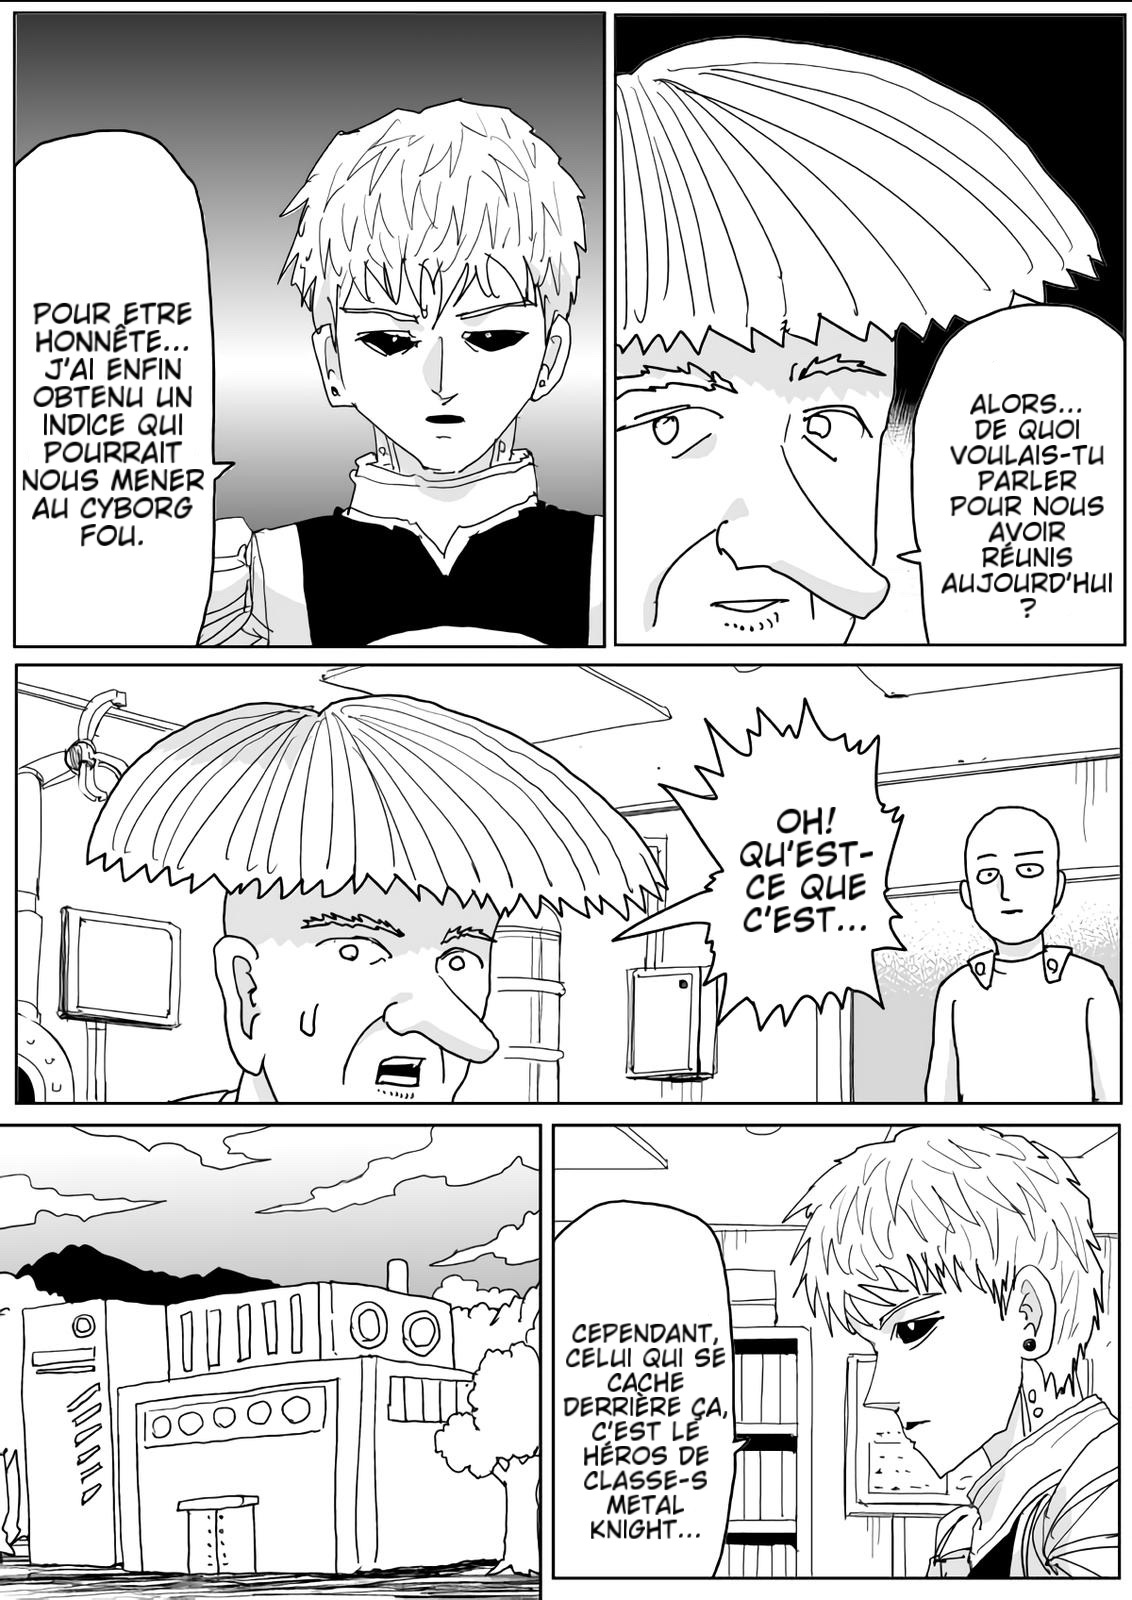 ALORS...
DE QUOI
VOULAIS-TU
PARLER
POUR NOUS
AVOIR
RÉUNIS
AUJOURD'HUI
?
POUR ETRE
HONNÊTE...
J'AI ENFIN
OBTENU UN
INDICE QUI
POURRAIT
NOUS MENER
AU CYBORG
FOU.
OH!
QU'EST-
CE QUE
C'EST...
CEPENDANT,
CELUI QUI SE
CACHE
DERRIÈRE ÇA,
C'EST LE
HÉROS DE
CLASSE-S
METAL
KNIGHT...